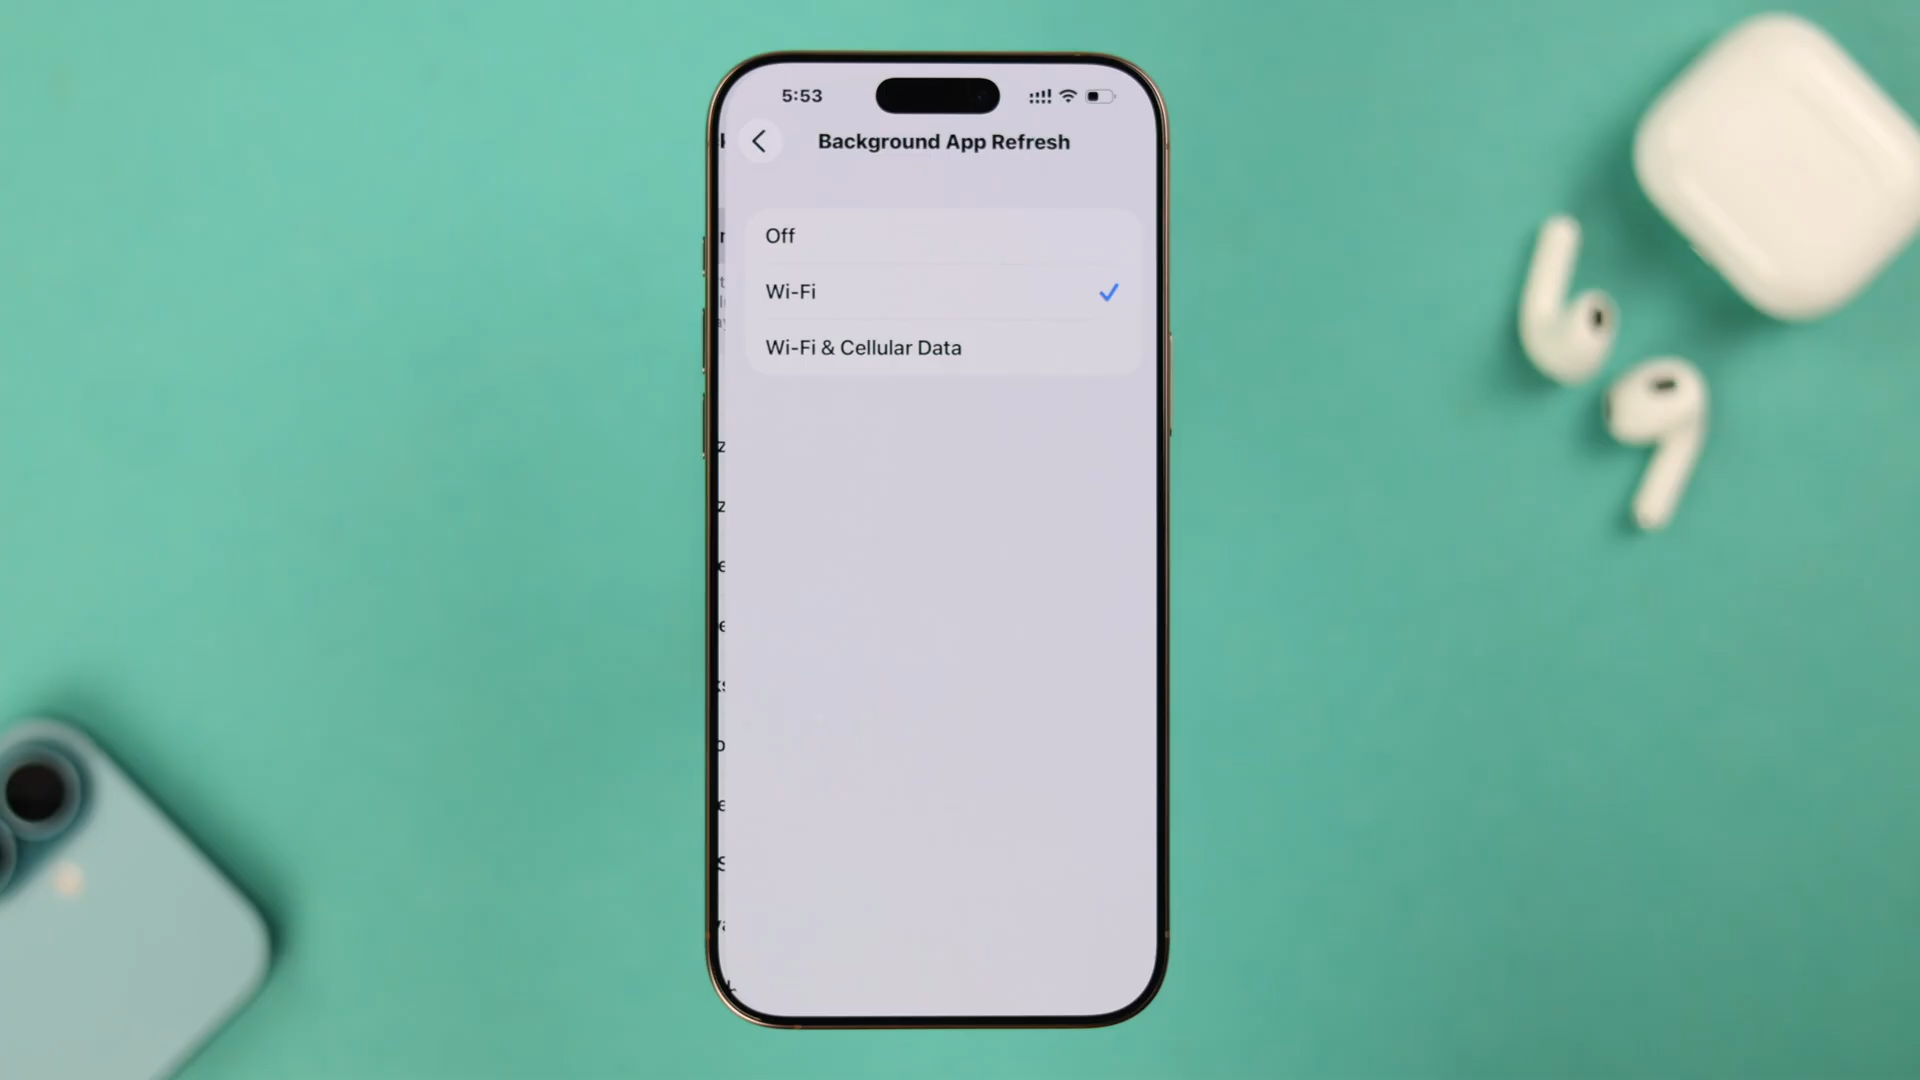 5:53
Background App Refresh
Off
Wi-Fi
Wi-Fi & Cellular Data